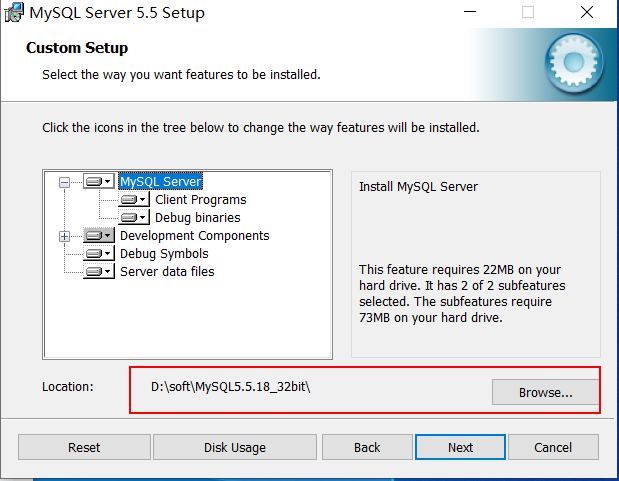 MySQL Server 5.5 Setup
Custom Setup
Select the way you want features to be installed.
Click the icons in the tree below to change the way features will be installed.
MySQL Server
Client Programs
Debug binaries
Development Components
Debug Symbols
Server data files
Install MySQL Server
This feature requires 22MB on your
hard drive. It has 2 of 2 subfeatures
selected. The subfeatures require
73MB on your hard drive.
Location:
D:\soft\MySQL5.5.18_32bit\
Browse...
Reset
Disk Usage
Back
Next
Cancel